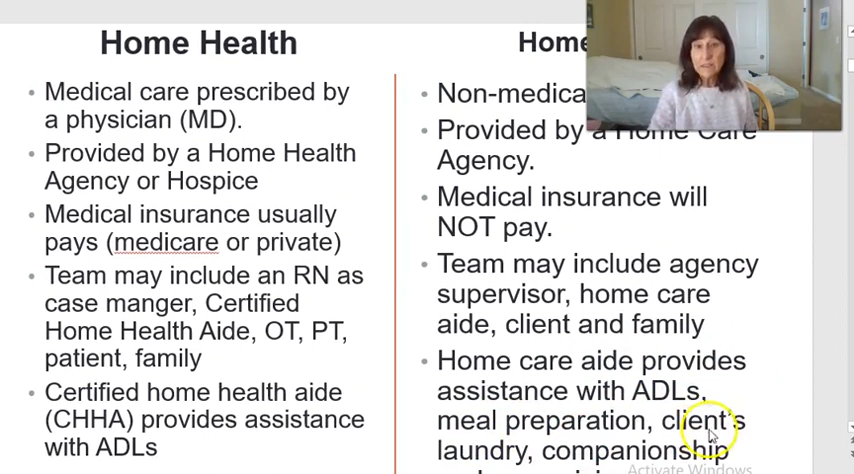 Home Health
Medical care prescribed by
a physician (MD).
Provided by a Home Health
Agency or Hospice
Medical insurance usually
pays (medicare or private)
Team may include an RN as
case manger, Certified
Home Health Aide, OT, PT,
patient, family
Certified home health aide
(CHHA) provides assistance
with ADLs
Home
Non-medica
Provided by a Home Care
Agency.
Medical insurance will
NOT pay.
Team may include agency
supervisor, home care
aide, client and family
Home care aide provides
assistance with ADLs,
meal preparation, client's
laundry, companionship
Activate Windows